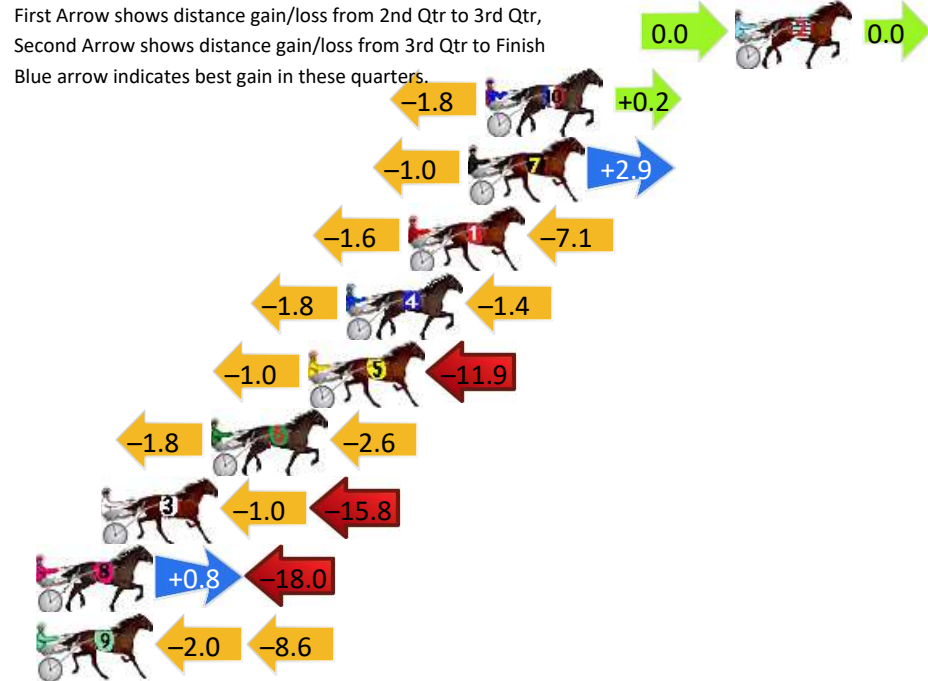 First Arrow shows distance gain/loss from 2nd Qtr to 3rd Qtr,
Second Arrow shows distance gain/loss from 3rd Qtr to Finish
Blue arrow indicates best gain in these quarters.
0.0 2 0.0
–1.8 10 +0.2
–1.0 7 +2.9
–1.6 1 –7.1
–1.8 4 –1.4
–1.0 5 –11.9
–1.8 6 –2.6
3 –1.0 –15.8
8 +0.8 –18.0
9 –2.0 –8.6